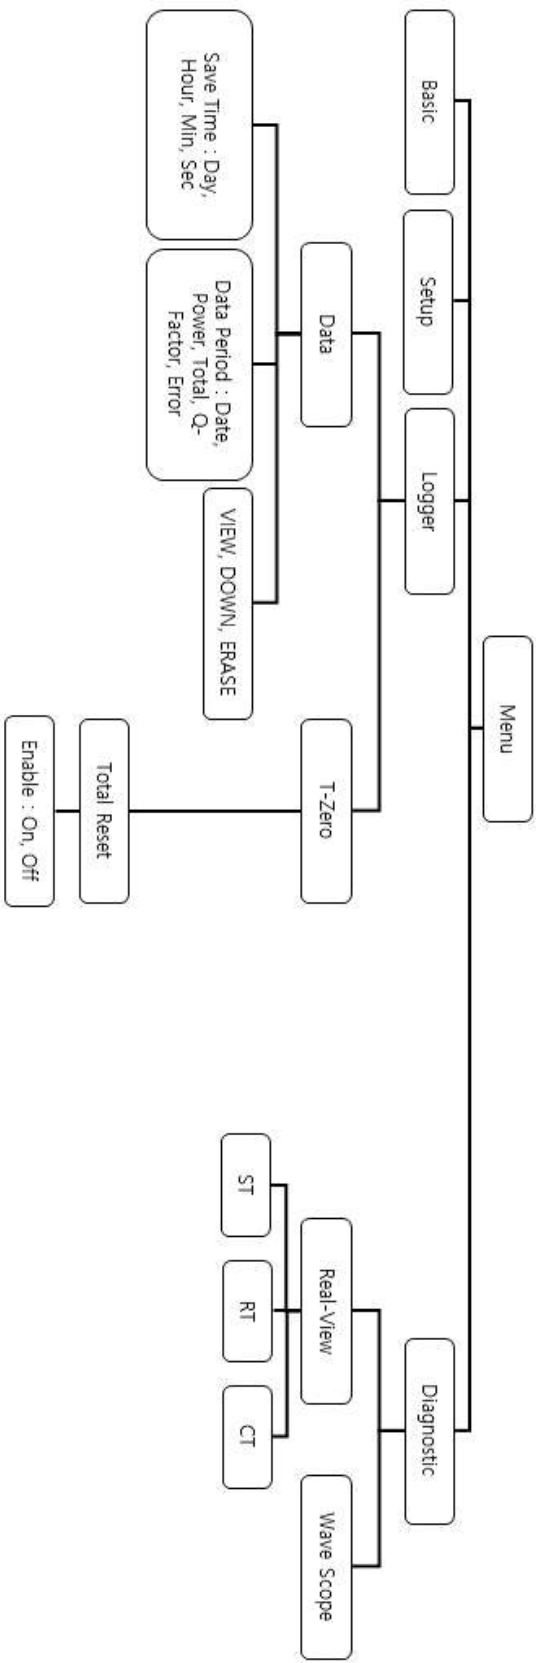 Menu
Basic
Setup
Logger
Diagnostic
Data
T-Zero
Real-View
Wave Scope
Save Time : Day,
Hour, Min, Sec
Data Period : Date,
Power, Total, Q-
Factor, Error
VIEW, DOWN, ERASE
ST
RT
CT
Total Reset
Enable : On, Off